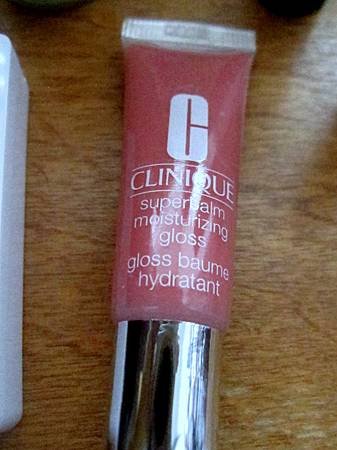 C
CLINIQUE
superbalm
moisturizing
gloss
gloss baume
hydratant